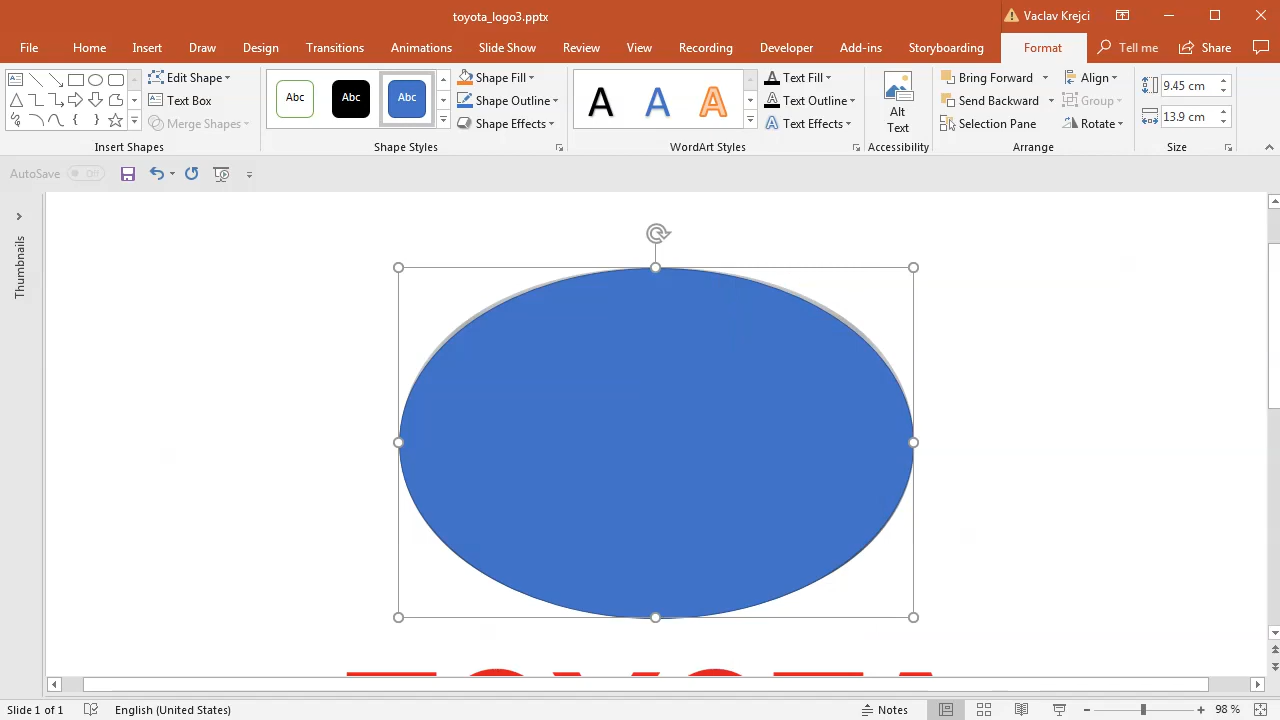 toyota_logo3.pptx
Vaclav Krejci
File Home Insert Draw Design Transitions Animations Slide Show Review View Recording Developer Add-ins Storyboarding Format Tell me Share
Edit Shape
Text Box
Merge Shapes
Insert Shapes
Abc Abc Abc
Shape Fill
Shape Outline
Shape Effects
Shape Styles
A A A
Text Fill
Text Outline
Text Effects
WordArt Styles
Alt
Text
Accessibility
Bring Forward
Send Backward
Selection Pane
Align
Group
Rotate
Arrange
9.45 cm
13.9 cm
Size
AutoSave Off
Thumbnails
TOYOTA
Slide 1 of 1 English (United States) Notes 98 %